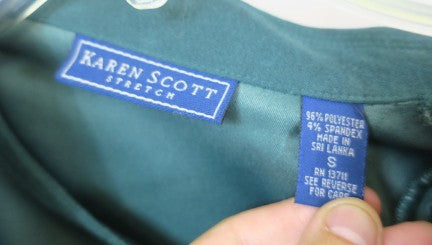 KAREN SCOTT
STRETCH
96% POLYESTER
4% SPANDEX
MADE IN
SRI LANKA
S
RN 13711
SEE REVERSE
FOR CARE